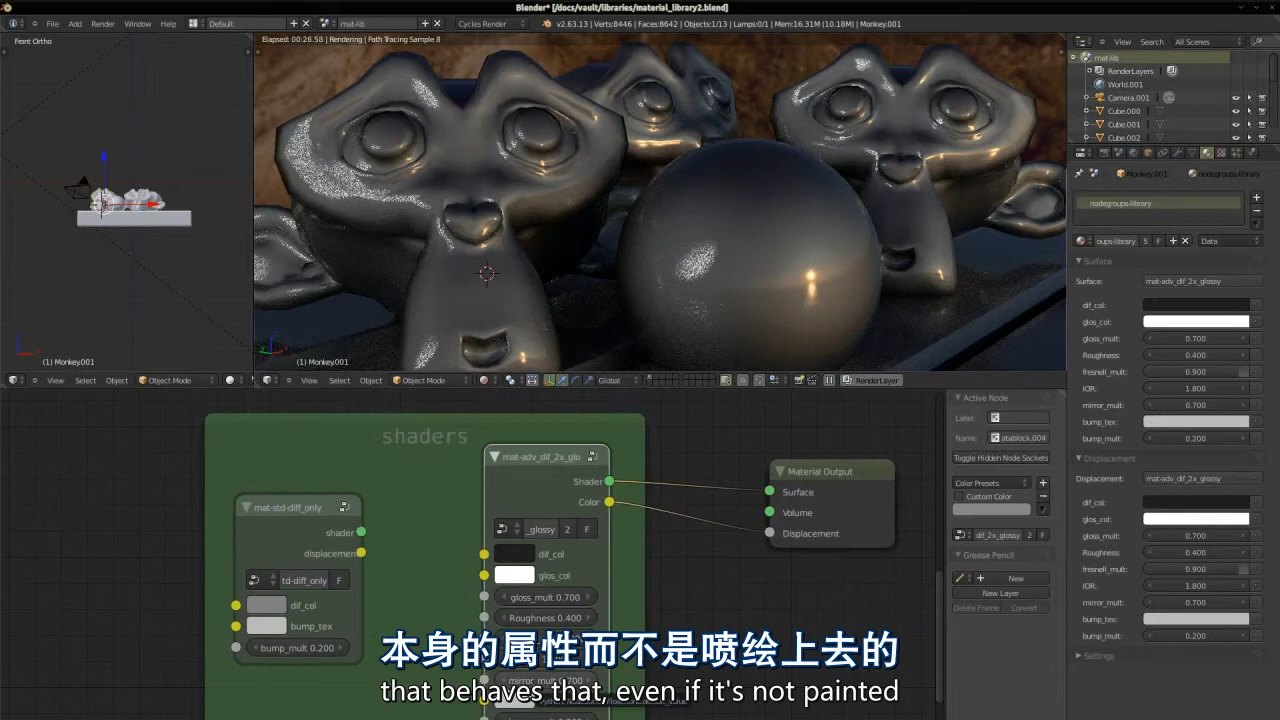 Blender* [/docs/vault/libraries/material_library2.blend]
File Add Render Window Help Default mat-lib Cycles Render v2.63.13 | Verts:8446 | Faces:8642 | Objects:1/13 | Lamps:0/1 | Mem:16.31M (10.18M) | Monkey.001
Front Ortho
Elapsed: 00:26.58 | Rendering | Path Tracing Sample 8
View Search All Scenes
mat-lib
RenderLayers
World.001
Camera.001
Cube.000
Cube.001
Cube.002
Monkey.001 nodegroups-library
nodegroups-library
oups-library 5 F Data
Surface
Surface: mat-adv_dif_2x_glossy
dif_col:
glos_col:
gloss_mult: 0.700
Roughness: 0.400
fresnell_mult: 0.900
IOR: 1.800
mirror_mult: 0.700
bump_tex:
bump_mult: 0.200
Displacement
Displacement: mat-adv_dif_2x_glossy
dif_col:
glos_col:
gloss_mult: 0.700
Roughness: 0.400
fresnell_mult: 0.900
IOR: 1.800
mirror_mult: 0.700
bump_tex:
bump_mult: 0.200
Settings
(1) Monkey.001
(1) Monkey.001
View Select Object Object Mode
View Select Object Object Mode Global RenderLayer
shaders
mat-std-diff_only
shader
displacemen
td-diff_only F
dif_col
bump_tex
bump_mult 0.200
mat-adv_dif_2x_glo
Shader
Color
_glossy 2 F
dif_col
glos_col
gloss_mult 0.700
Roughness 0.400
mirror_mult 0.700
Material Output
Surface
Volume
Displacement
Active Node
Label:
Name: atablock.004
Toggle Hidden Node Sockets
Color Presets
Custom Color
dif_2x_glossy 2 F
Grease Pencil
New
New Layer
Delete Frame Convert
本身的属性而不是喷绘上去的
that behaves that, even if it's not painted